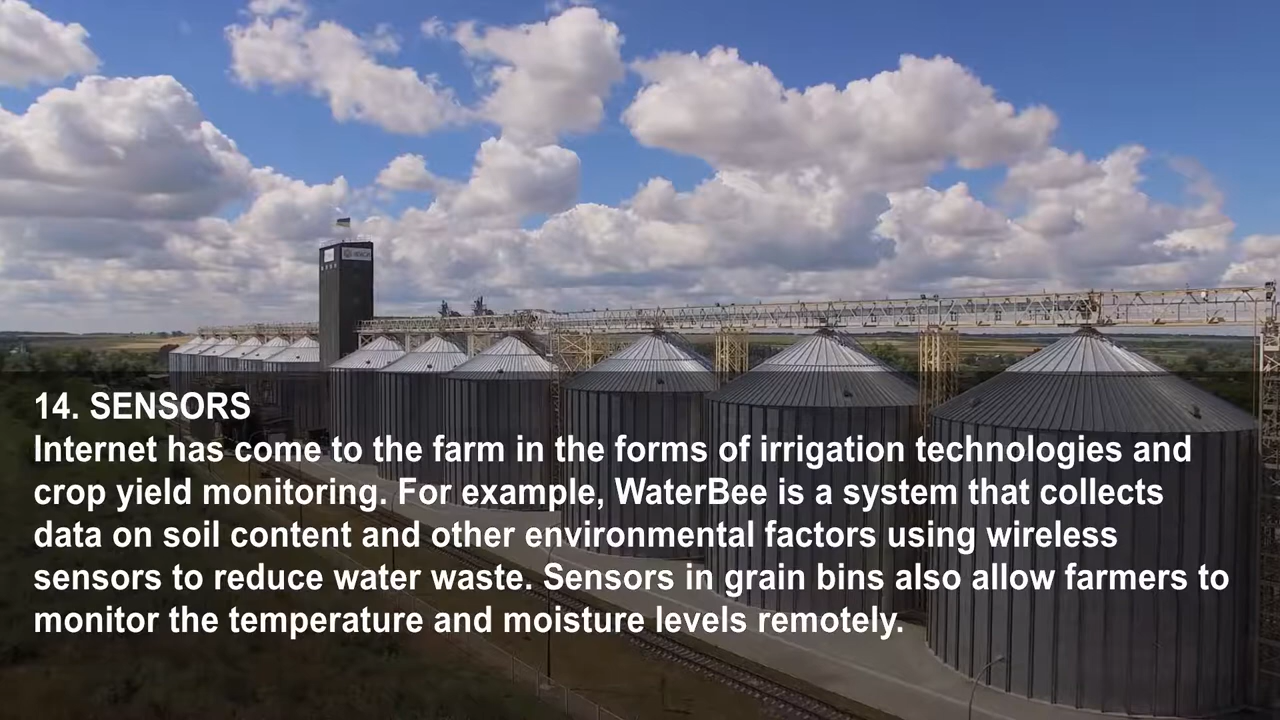 14. SENSORS
Internet has come to the farm in the forms of irrigation technologies and
crop yield monitoring. For example, WaterBee is a system that collects
data on soil content and other environmental factors using wireless
sensors to reduce water waste. Sensors in grain bins also allow farmers to
monitor the temperature and moisture levels remotely.